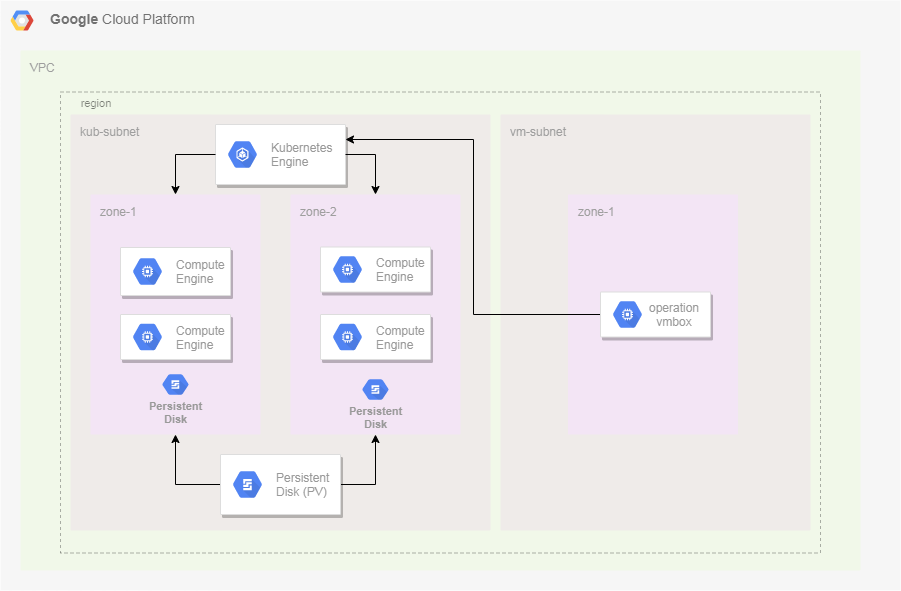 Google Cloud Platform
VPC
region
kub-subnet
Kubernetes
Engine
vm-subnet
zone-1
zone-2
zone-1
Compute
Engine
Compute
Engine
operation
vmbox
Compute
Engine
Compute
Engine
Persistent
Disk
Persistent
Disk
Persistent
Disk (PV)